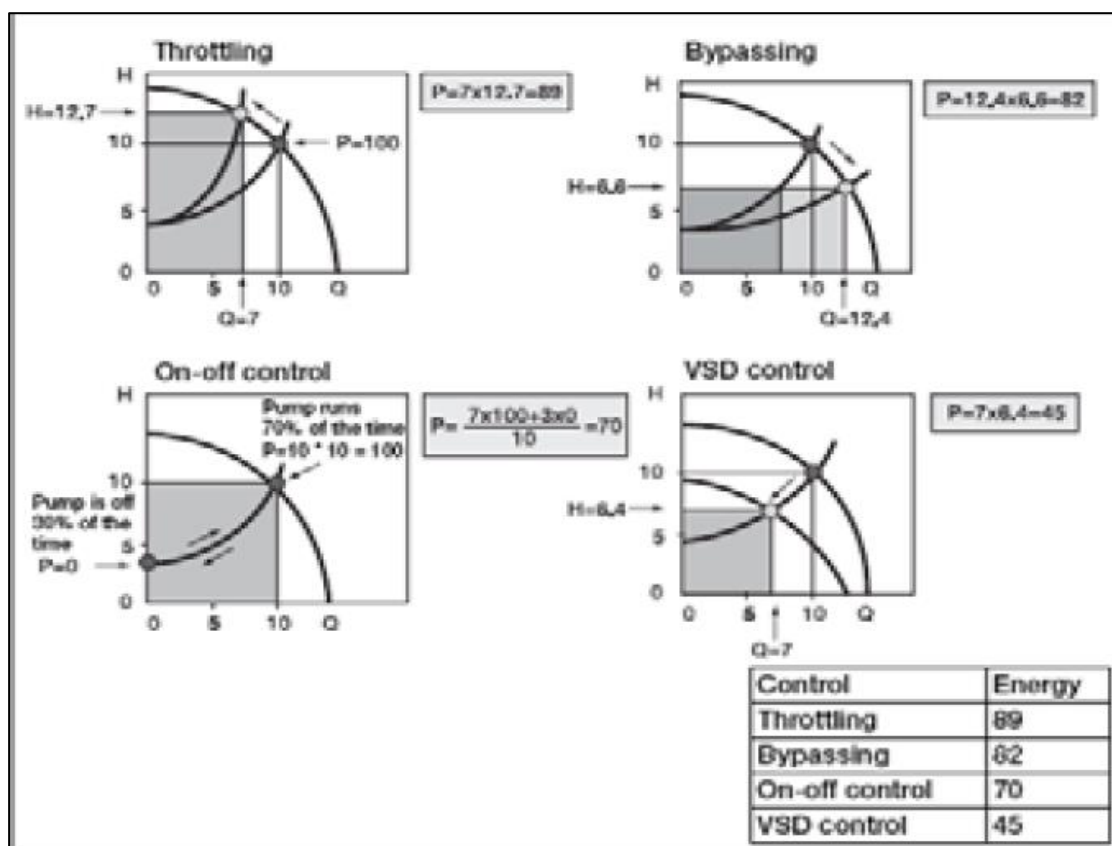 Throttling
H
H=12.7
10
5
0
0 5 10 Q
Q=7
P=100
P=7x12.7=89
Bypassing
H
10
H=6.6
5
0
0 5 10 Q
Q=12.4
P=12.4x6.6=82
On-off control
H
Pump runs
70% of the time
P=10 * 10 = 100
10
Pump is off
30% of the
time
5
P=0
0
0 5 10 Q
P= 7x100+3x0
10
=70
VSD control
H
10
H=6.4
5
0
5 10 Q
Q=7
P=7x6.4=45
Control Energy
Throttling 89
Bypassing 82
On-off control 70
VSD control 45